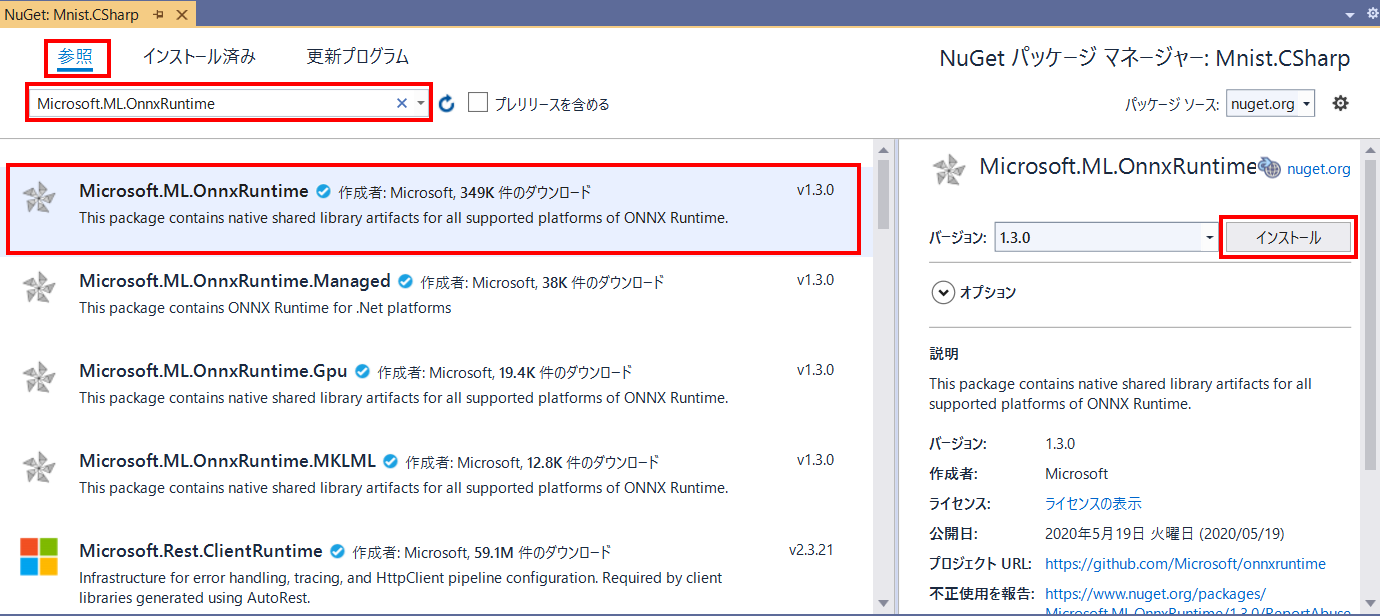 NuGet: Mnist.CSharp
参照 インストール済み 更新プログラム
NuGet パッケージ マネージャー: Mnist.CSharp
Microsoft.ML.OnnxRuntime
プレリリースを含める
パッケージ ソース: nuget.org
Microsoft.ML.OnnxRuntime 作成者: Microsoft, 349K 件のダウンロード v1.3.0
This package contains native shared library artifacts for all supported platforms of ONNX Runtime.
Microsoft.ML.OnnxRuntime.Managed 作成者: Microsoft, 38K 件のダウンロード v1.3.0
This package contains ONNX Runtime for .Net platforms
Microsoft.ML.OnnxRuntime.Gpu 作成者: Microsoft, 19.4K 件のダウンロード v1.3.0
This package contains native shared library artifacts for all supported platforms of ONNX Runtime.
Microsoft.ML.OnnxRuntime.MKLML 作成者: Microsoft, 12.8K 件のダウンロード v1.3.0
This package contains native shared library artifacts for all supported platforms of ONNX Runtime.
Microsoft.Rest.ClientRuntime 作成者: Microsoft, 59.1M 件のダウンロード v2.3.21
Infrastructure for error handling, tracing, and HttpClient pipeline configuration. Required by client
libraries generated using AutoRest.
Microsoft.ML.OnnxRuntime nuget.org
バージョン: 1.3.0 インストール
オプション
説明
This package contains native shared library artifacts for all
supported platforms of ONNX Runtime.
バージョン: 1.3.0
作成者: Microsoft
ライセンス: ライセンスの表示
公開日: 2020年5月19日 火曜日 (2020/05/19)
プロジェクト URL: https://github.com/Microsoft/onnxruntime
不正使用を報告: https://www.nuget.org/packages/
Microsoft.ML.OnnxRuntime/1.3.0/ReportAbuse